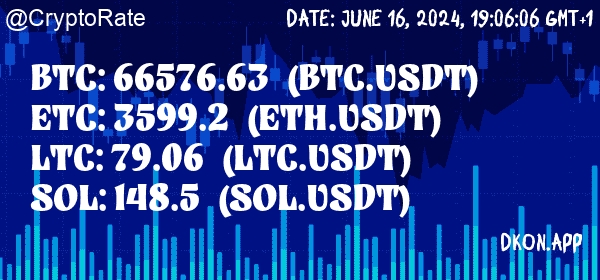 @CryptoRate
DATE: JUNE 16, 2024, 19:06:06 GMT+1
BTC: 66576.63 (BTC.USDT)
ETC: 3599.2 (ETH.USDT)
LTC: 79.06 (LTC.USDT)
SOL: 148.5 (SOL.USDT)
DKON.APP